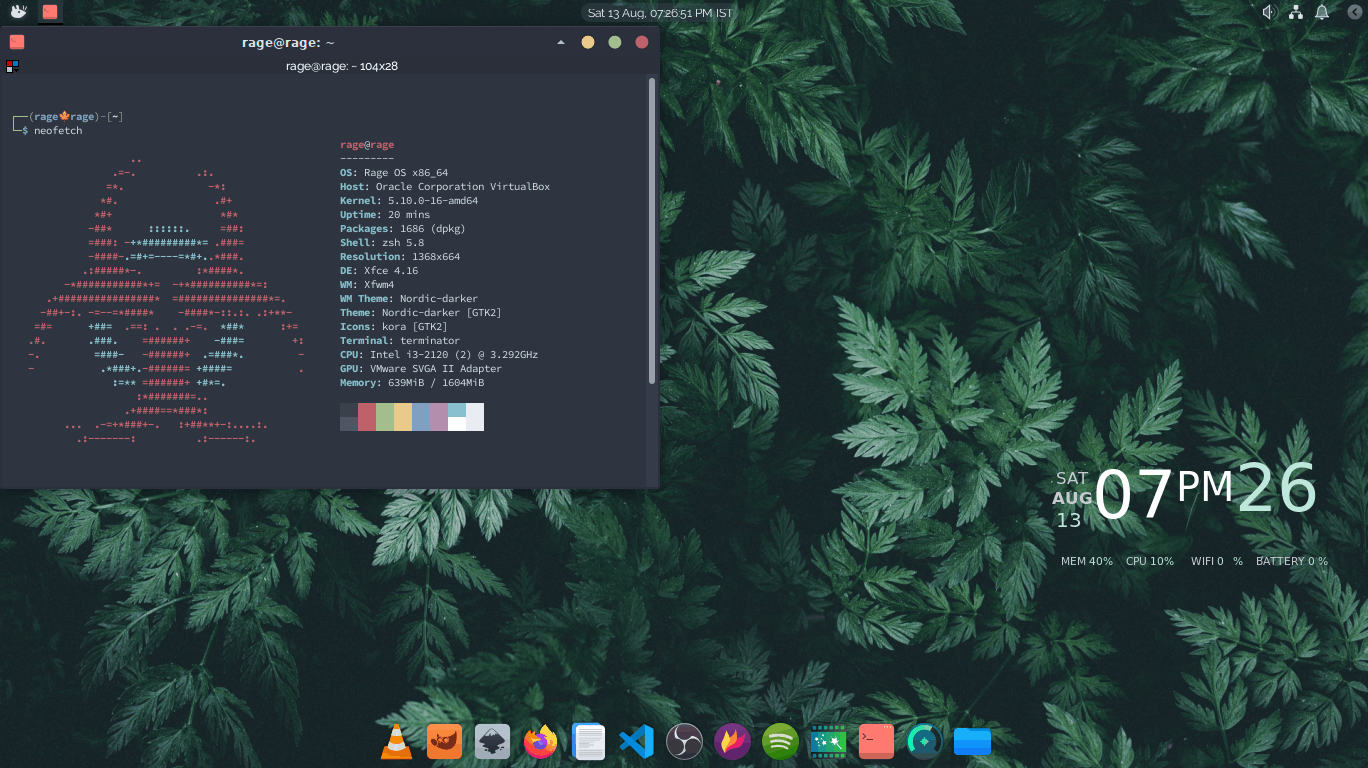 Sat 13 Aug, 07:26:51 PM IST
rage@rage: ~
rage@rage: ~ 104x28
┌──(rage🍁rage)-[~]
└─$ neofetch
rage@rage
---------
OS: Rage OS x86_64
Host: Oracle Corporation VirtualBox
Kernel: 5.10.0-16-amd64
Uptime: 20 mins
Packages: 1686 (dpkg)
Shell: zsh 5.8
Resolution: 1368x664
DE: Xfce 4.16
WM: Xfwm4
WM Theme: Nordic-darker
Theme: Nordic-darker [GTK2]
Icons: kora [GTK2]
Terminal: terminator
CPU: Intel i3-2120 (2) @ 3.292GHz
GPU: VMware SVGA II Adapter
Memory: 639MiB / 1604MiB
SAT
AUG
13
07 PM 26
MEM 40% CPU 10% WIFI 0 % BATTERY 0 %